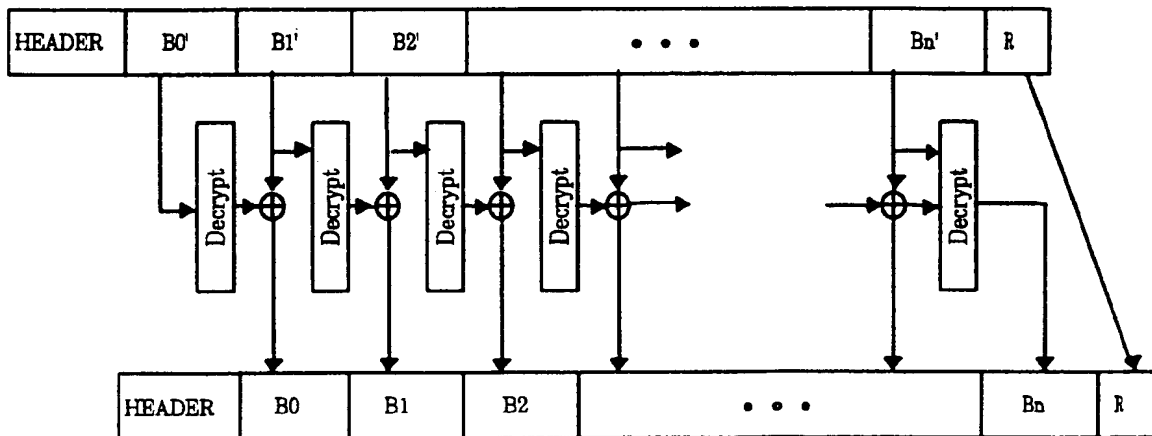 HEADER B0' B1' B2' • • • Bn' R
Decrypt Decrypt Decrypt Decrypt Decrypt
HEADER B0 B1 B2 • • • Bn R